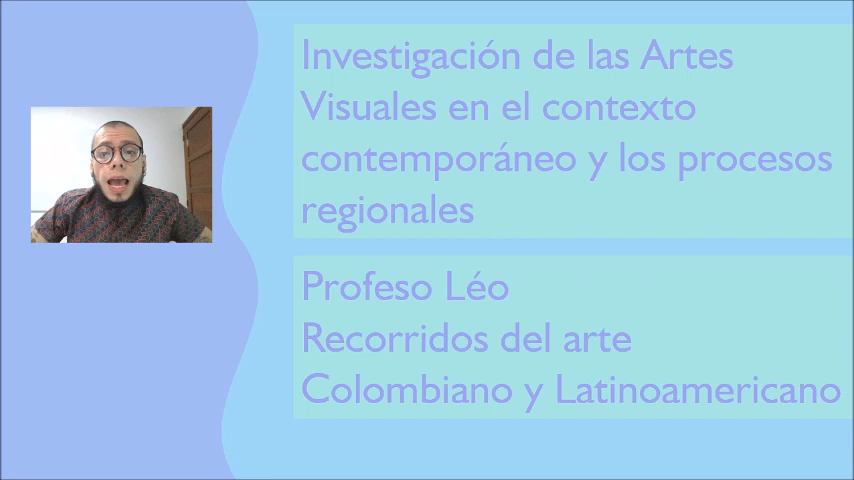 Investigación de las Artes
Visuales en el contexto
contemporáneo y los procesos
regionales
Profeso Léo
Recorridos del arte
Colombiano y Latinoamericano